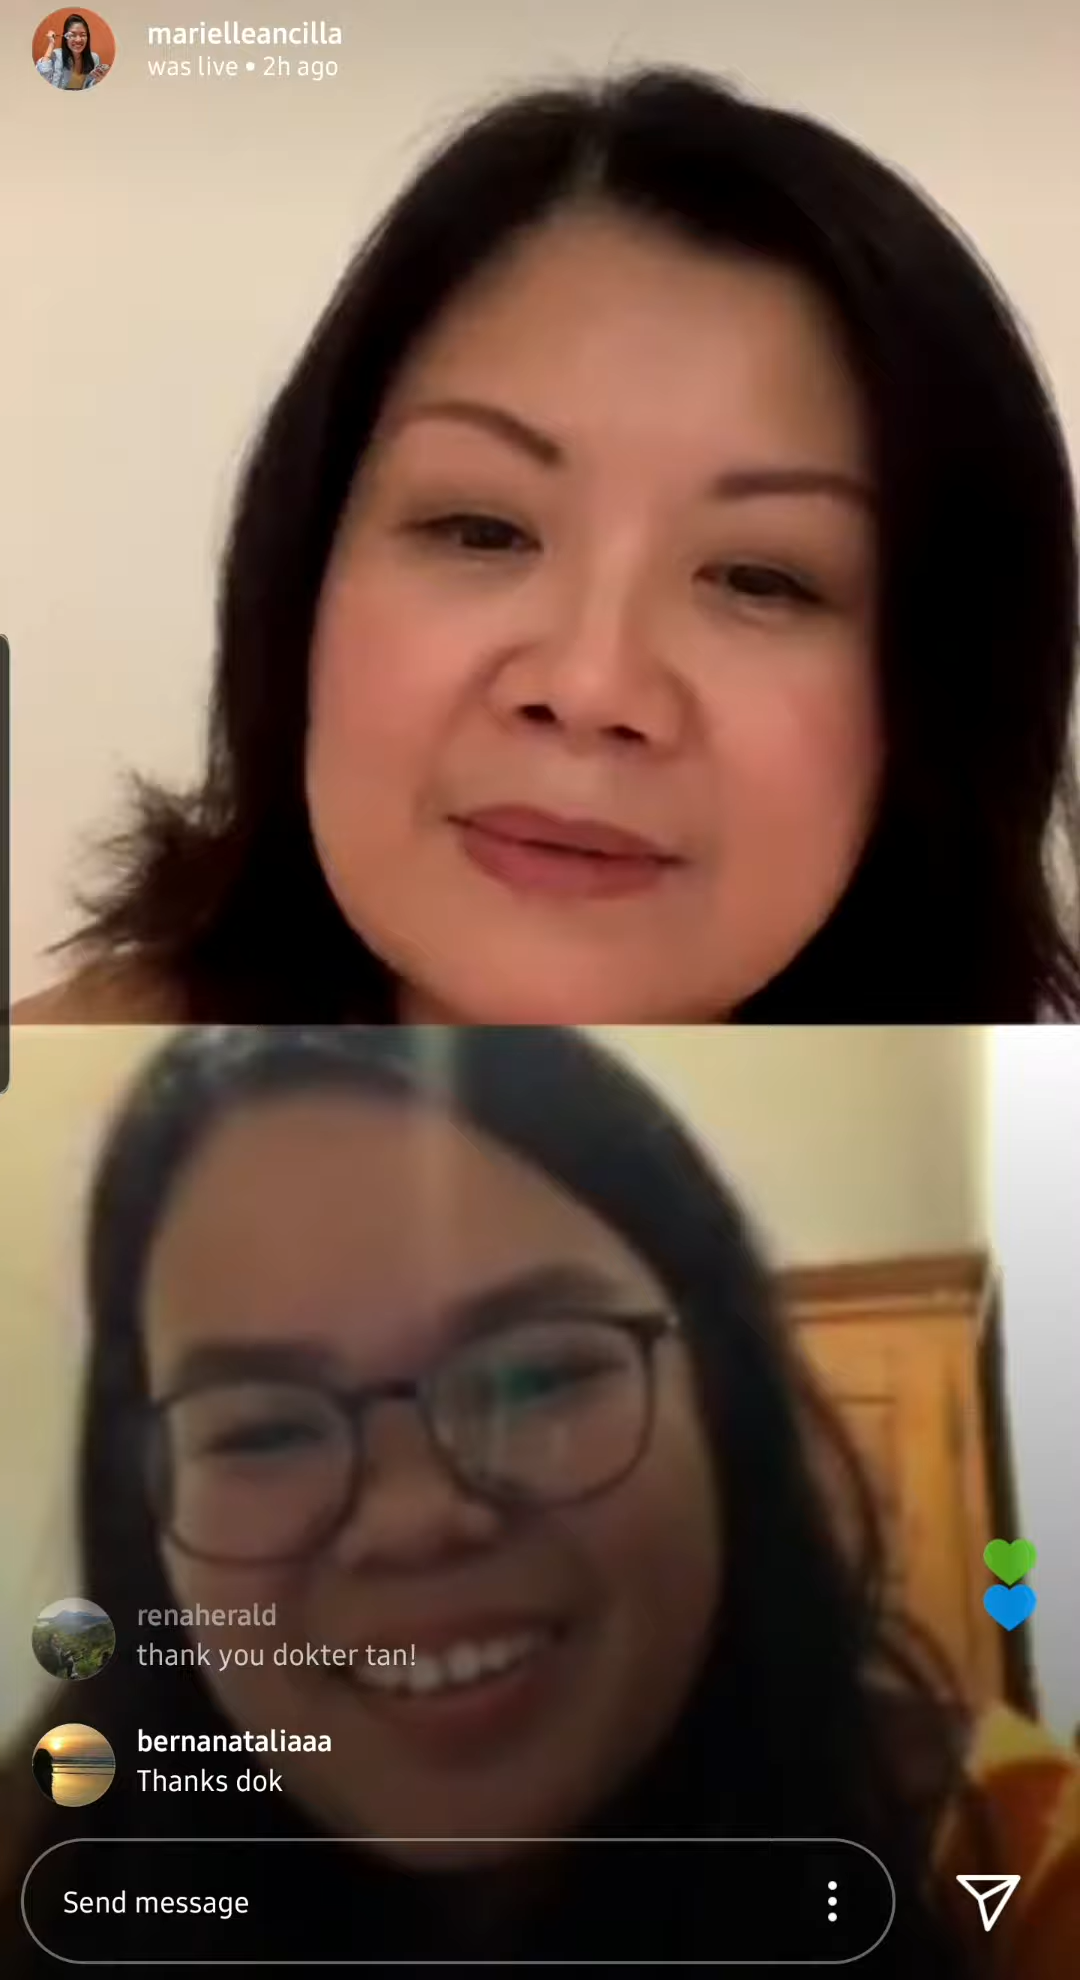 marielleancilla
was live • 2h ago
renaherald
thank you dokter tan!
bernanataliaaa
Thanks dok
Send message